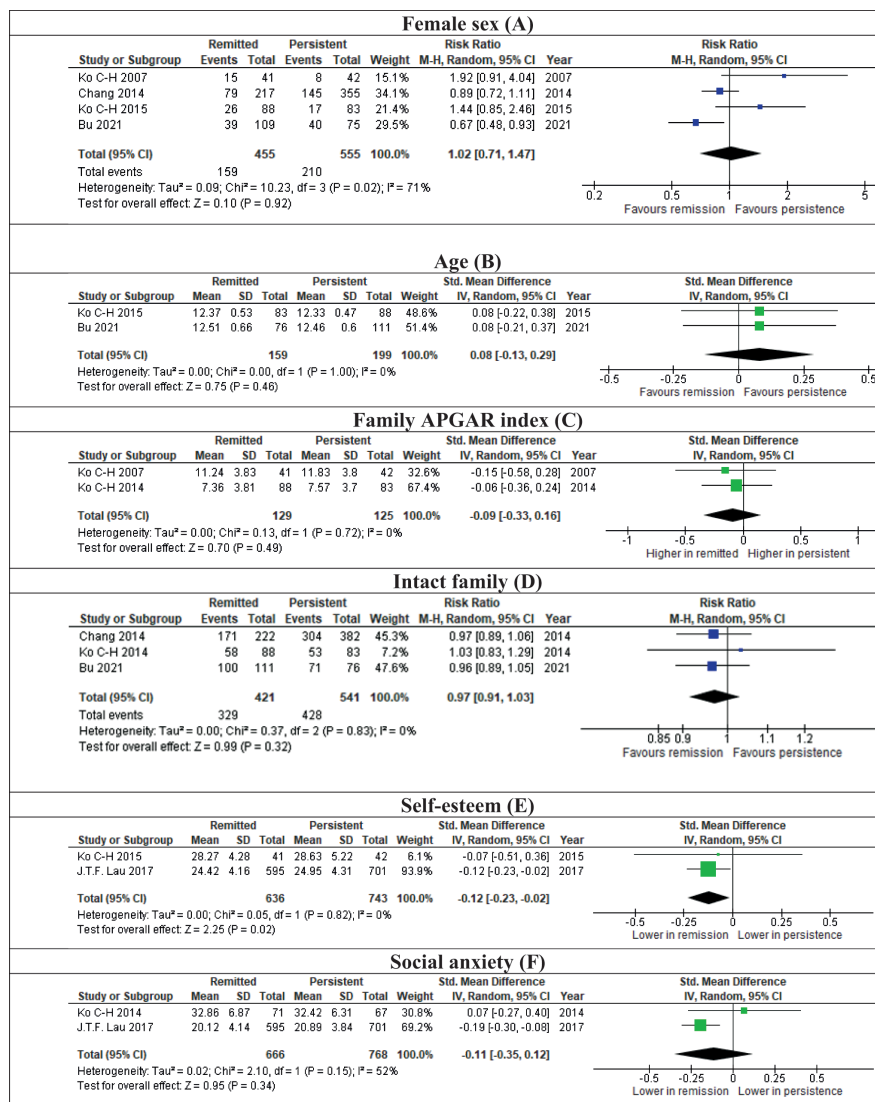 Female sex (A)
Remitted Persistent Risk Ratio Risk Ratio
Study or Subgroup Events Total Events Total Weight M-H, Random, 95% CI Year M-H, Random, 95% CI
Ko C-H 2007 15 41 8 42 15.1% 1.92 [0.91, 4.04] 2007
Chang 2014 79 217 145 355 34.1% 0.89 [0.72, 1.11] 2014
Ko C-H 2015 26 88 17 83 21.4% 1.44 [0.85, 2.46] 2015
Bu 2021 39 109 40 75 29.5% 0.67 [0.48, 0.93] 2021
Total (95% CI) 455 555 100.0% 1.02 [0.71, 1.47]
Total events 159 210
Heterogeneity: Tau² = 0.09; Chi² = 10.23, df = 3 (P = 0.02); I² = 71%
Test for overall effect: Z = 0.10 (P = 0.92)
0.2 1 2 5
Favours remission Favours persistence
Age (B)
Remitted Persistent Std. Mean Difference Std. Mean Difference
Study or Subgroup Mean SD Total Mean SD Total Weight IV, Random, 95% CI Year IV, Random, 95% CI
Ko C-H 2015 12.37 0.53 83 12.33 0.47 88 48.6% 0.08 [-0.22, 0.38] 2015
Bu 2021 12.51 0.66 76 12.46 0.6 111 51.4% 0.08 [-0.21, 0.37] 2021
Total (95% CI) 159 199 100.0% 0.08 [-0.13, 0.29]
Heterogeneity: Tau² = 0.00; Chi² = 0.00, df = 1 (P = 1.00); I² = 0%
Test for overall effect: Z = 0.75 (P = 0.46)
-0.5 -0.25 0 0.25 0.5
Favours remission Favours persistence
Family APGAR index (C)
Remitted Persistent Std. Mean Difference Std. Mean Difference
Study or Subgroup Mean SD Total Mean SD Total Weight IV, Random, 95% CI Year IV, Random, 95% CI
Ko C-H 2007 11.24 3.83 41 11.83 3.8 42 32.6% -0.15 [-0.58, 0.28] 2007
Ko C-H 2014 7.36 3.81 88 7.57 3.7 83 67.4% -0.06 [-0.36, 0.24] 2014
Total (95% CI) 129 125 100.0% -0.09 [-0.33, 0.16]
Heterogeneity: Tau² = 0.00; Chi² = 0.13, df = 1 (P = 0.72); I² = 0%
Test for overall effect: Z = 0.70 (P = 0.49)
-1 -0.5 0 0.5 1
Higher in remitted Higher in persistent
Intact family (D)
Remitted Persistent Risk Ratio Risk Ratio
Study or Subgroup Events Total Events Total Weight M-H, Random, 95% CI Year M-H, Random, 95% CI
Chang 2014 171 222 304 382 45.3% 0.97 [0.89, 1.06] 2014
Ko C-H 2014 58 88 53 83 7.2% 1.03 [0.83, 1.29] 2014
Bu 2021 100 111 71 76 47.6% 0.96 [0.89, 1.05] 2021
Total (95% CI) 421 541 100.0% 0.97 [0.91, 1.03]
Total events 329 428
Heterogeneity: Tau² = 0.00; Chi² = 0.37, df = 2 (P = 0.83); I² = 0%
Test for overall effect: Z = 0.99 (P = 0.32)
0.85 0.9 1 1.1 1.2
Favours remission Favours persistence
Self-esteem (E)
Remitted Persistent Std. Mean Difference Std. Mean Difference
Study or Subgroup Mean SD Total Mean SD Total Weight IV, Random, 95% CI Year IV, Random, 95% CI
Ko C-H 2015 28.27 4.28 41 28.63 5.22 42 6.1% -0.07 [-0.51, 0.36] 2015
J.T.F. Lau 2017 24.42 4.16 595 24.95 4.31 701 93.9% -0.12 [-0.23, -0.02] 2017
Total (95% CI) 636 743 100.0% -0.12 [-0.23, -0.02]
Heterogeneity: Tau² = 0.00; Chi² = 0.05, df = 1 (P = 0.82); I² = 0%
Test for overall effect: Z = 2.25 (P = 0.02)
-0.5 -0.25 0 0.25 0.5
Lower in remission Lower in persistence
Social anxiety (F)
Remitted Persistent Std. Mean Difference Std. Mean Difference
Study or Subgroup Mean SD Total Mean SD Total Weight IV, Random, 95% CI Year IV, Random, 95% CI
Ko C-H 2014 32.86 6.87 71 32.42 6.31 67 30.8% 0.07 [-0.27, 0.40] 2014
J.T.F. Lau 2017 20.12 4.14 595 20.89 3.84 701 69.2% -0.19 [-0.30, -0.08] 2017
Total (95% CI) 666 768 100.0% -0.11 [-0.35, 0.12]
Heterogeneity: Tau² = 0.02; Chi² = 2.10, df = 1 (P = 0.15); I² = 52%
Test for overall effect: Z = 0.95 (P = 0.34)
-0.5 -0.25 0 0.25 0.5
Lower in remission Lower in persistence